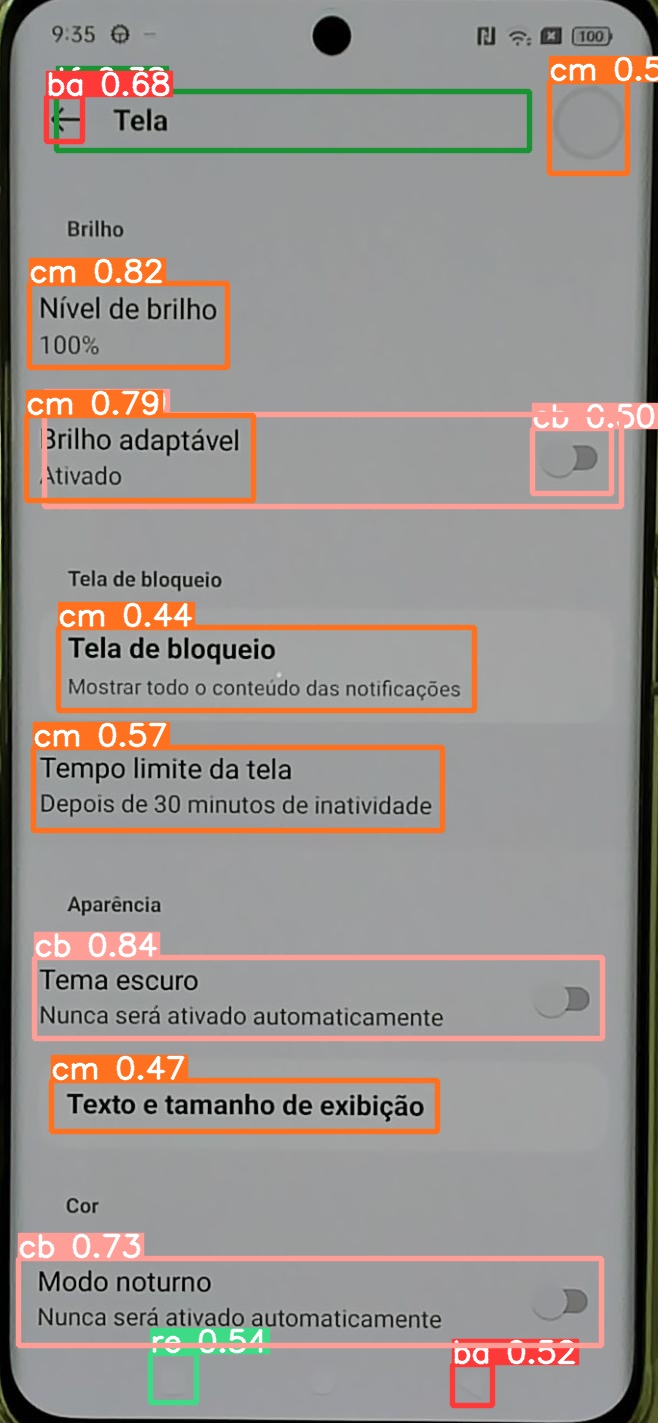 9:35
100
ba 0.68
cm 0.5
Tela
Brilho
cm 0.82
Nível de brilho
100%
cm 0.79
cb 0.50
Brilho adaptável
Ativado
Tela de bloqueio
cm 0.44
Tela de bloqueio
Mostrar todo o conteúdo das notificações
cm 0.57
Tempo limite da tela
Depois de 30 minutos de inatividade
Aparência
cb 0.84
Tema escuro
Nunca será ativado automaticamente
cm 0.47
Texto e tamanho de exibição
Cor
cb 0.73
Modo noturno
Nunca será ativado automaticamente
re 0.54
ba 0.52